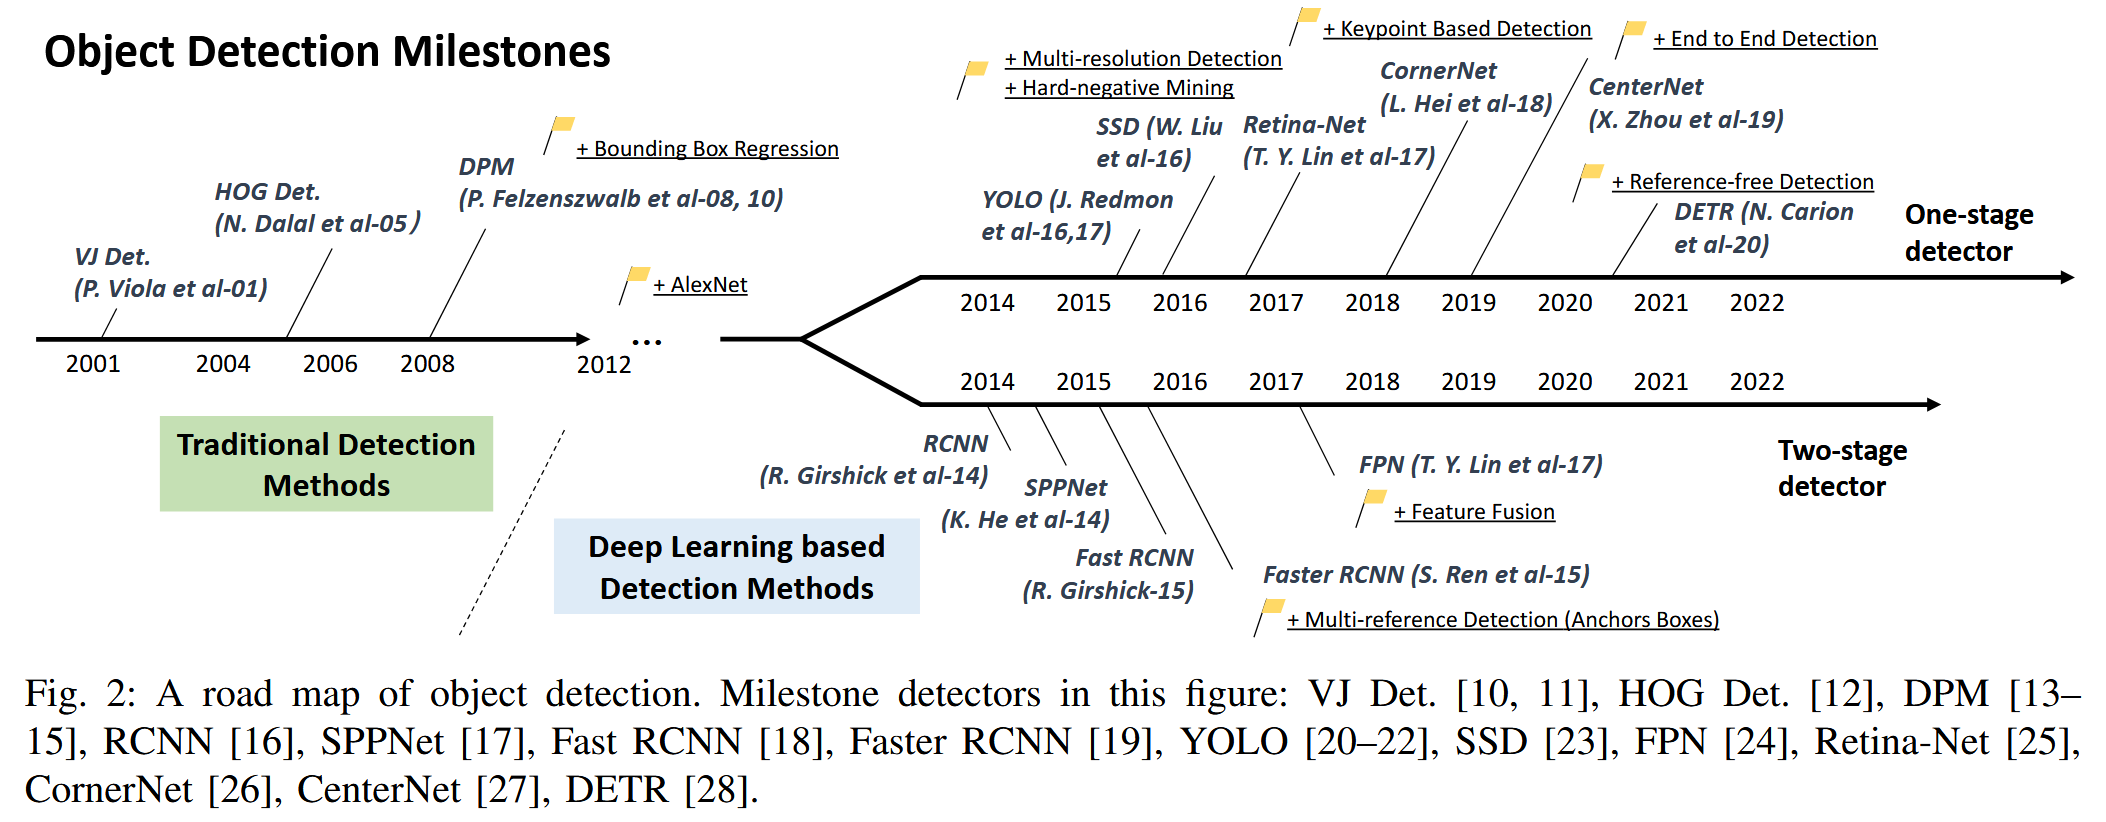 Object Detection Milestones
+ Keypoint Based Detection
+ End to End Detection
+ Multi-resolution Detection
+ Hard-negative Mining
CornerNet
(L. Hei et al-18)
CenterNet
(X. Zhou et al-19)
SSD (W. Liu
et al-16)
Retina-Net
(T. Y. Lin et al-17)
+ Bounding Box Regression
DPM
(P. Felzenszwalb et al-08, 10)
HOG Det.
(N. Dalal et al-05)
YOLO (J. Redmon
et al-16,17)
+ Reference-free Detection
DETR (N. Carion
et al-20)
One-stage
detector
VJ Det.
(P. Viola et al-01)
+ AlexNet
...
2014 2015 2016 2017 2018 2019 2020 2021 2022
2001 2004 2006 2008 2012
2014 2015 2016 2017 2018 2019 2020 2021 2022
Traditional Detection
Methods
RCNN
(R. Girshick et al-14)
SPPNet
(K. He et al-14)
FPN (T. Y. Lin et al-17)
+ Feature Fusion
Two-stage
detector
Deep Learning based
Detection Methods
Fast RCNN
(R. Girshick-15)
Faster RCNN (S. Ren et al-15)
+ Multi-reference Detection (Anchors Boxes)
Fig. 2: A road map of object detection. Milestone detectors in this figure: VJ Det. [10, 11], HOG Det. [12], DPM [13–
15], RCNN [16], SPPNet [17], Fast RCNN [18], Faster RCNN [19], YOLO [20–22], SSD [23], FPN [24], Retina-Net [25],
CornerNet [26], CenterNet [27], DETR [28].